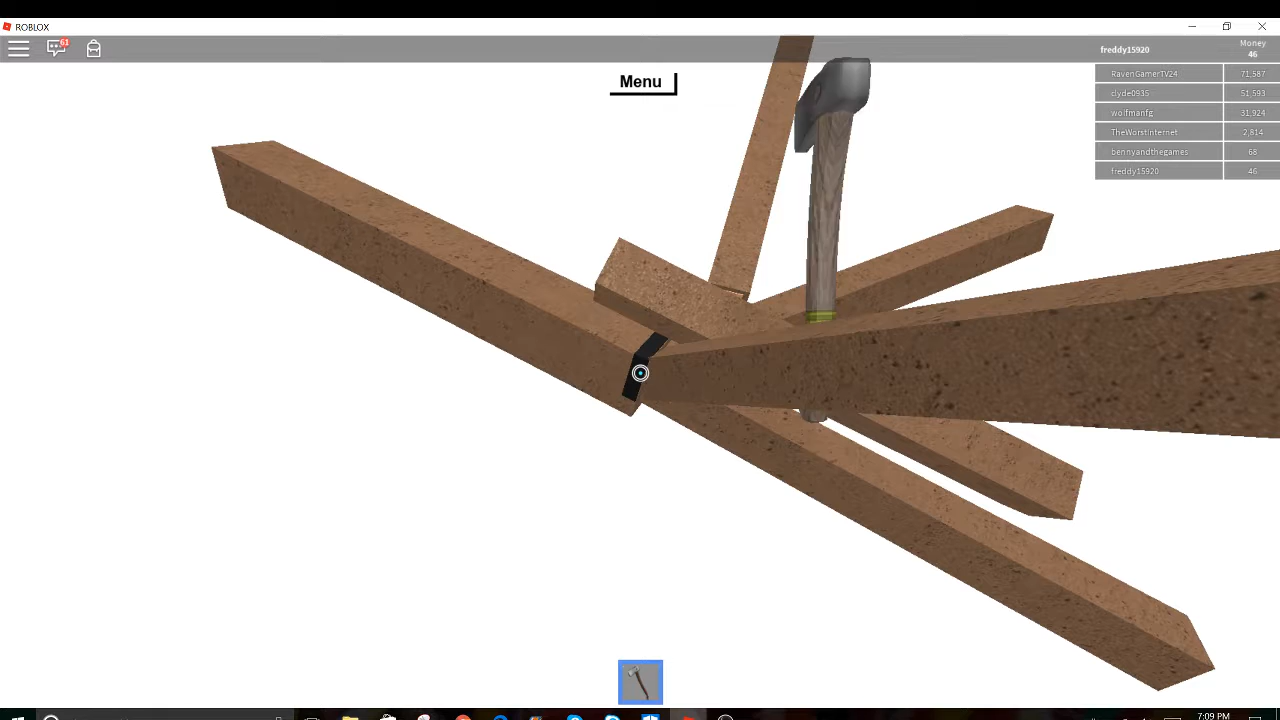 ROBLOX
61
Menu
freddy15920
Money
46
RavenGamerTV24 71,587
clyde0935 51,593
wolfmanfg 31,924
TheWorstInternet 2,814
bennyandthegames 68
freddy15920 46
7:09 PM